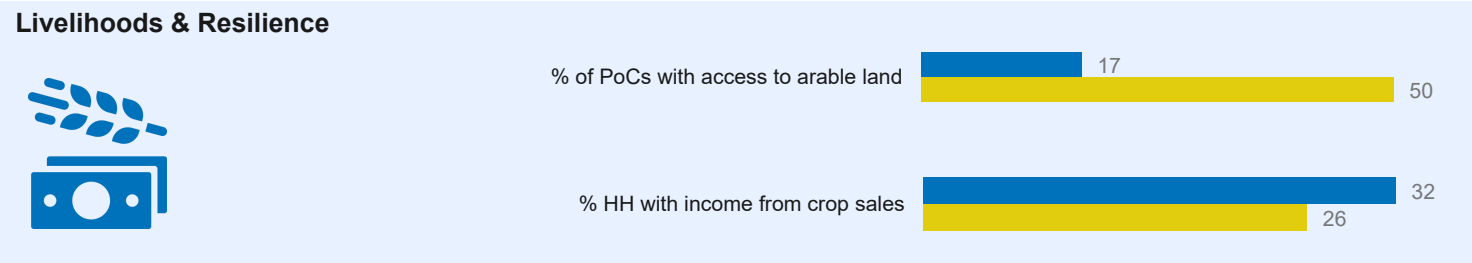 Livelihoods & Resilience
% of PoCs with access to arable land
17
50
% HH with income from crop sales
32
26